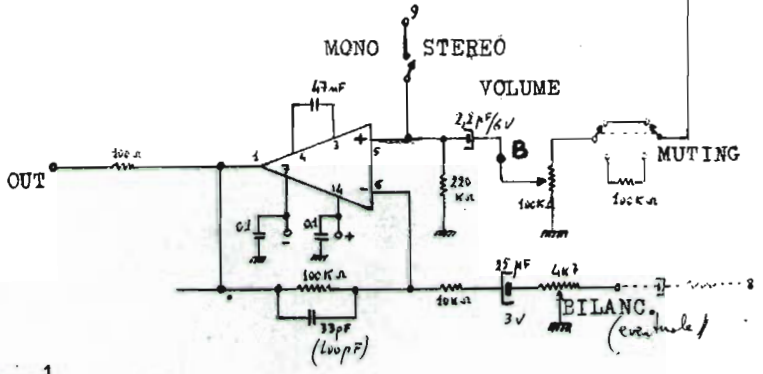 9
MONO STEREO
VOLUME
47nF
2,2µF/6V
4 3
+ 5
B
MUTING
100Ω
1
OUT
7
14
- 6
220
KΩ
100KΩ
100KΩ
0.1
-
0.1
+
100KΩ
10KΩ
25µF
3V
4K7
8
BILANC.
(eventuale)
33pF
(100pF)
1